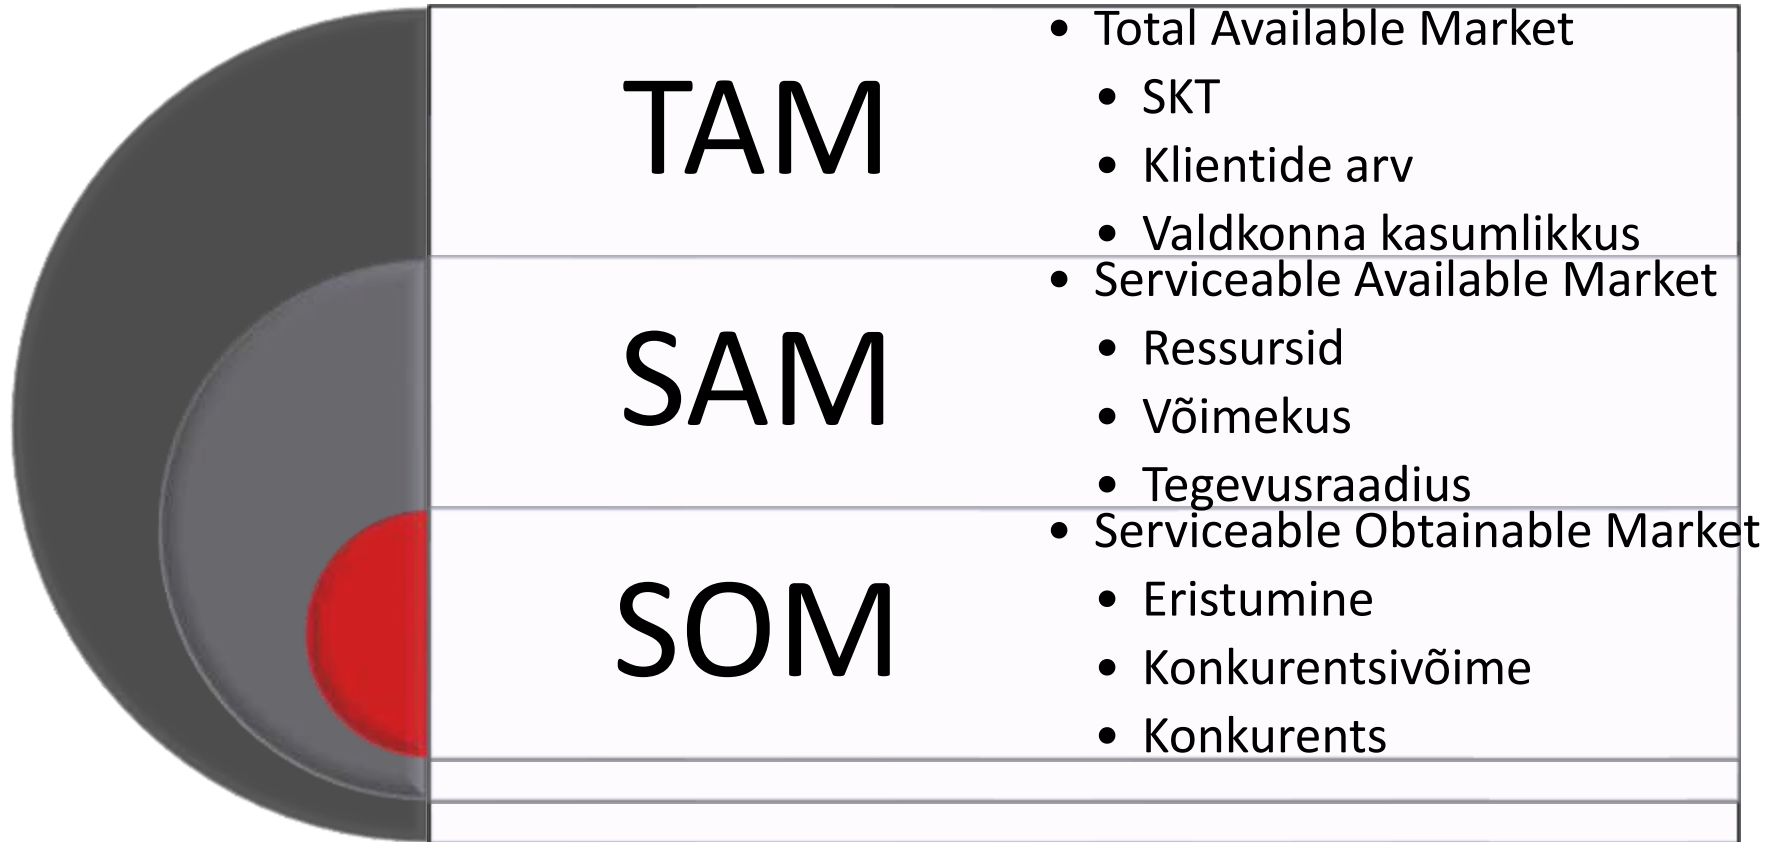 TAM
• Total Available Market
• SKT
• Klientide arv
• Valdkonna kasumlikkus
SAM
• Serviceable Available Market
• Ressursid
• Võimekus
• Tegevusraadius
SOM
• Serviceable Obtainable Market
• Eristumine
• Konkurentsivõime
• Konkurents